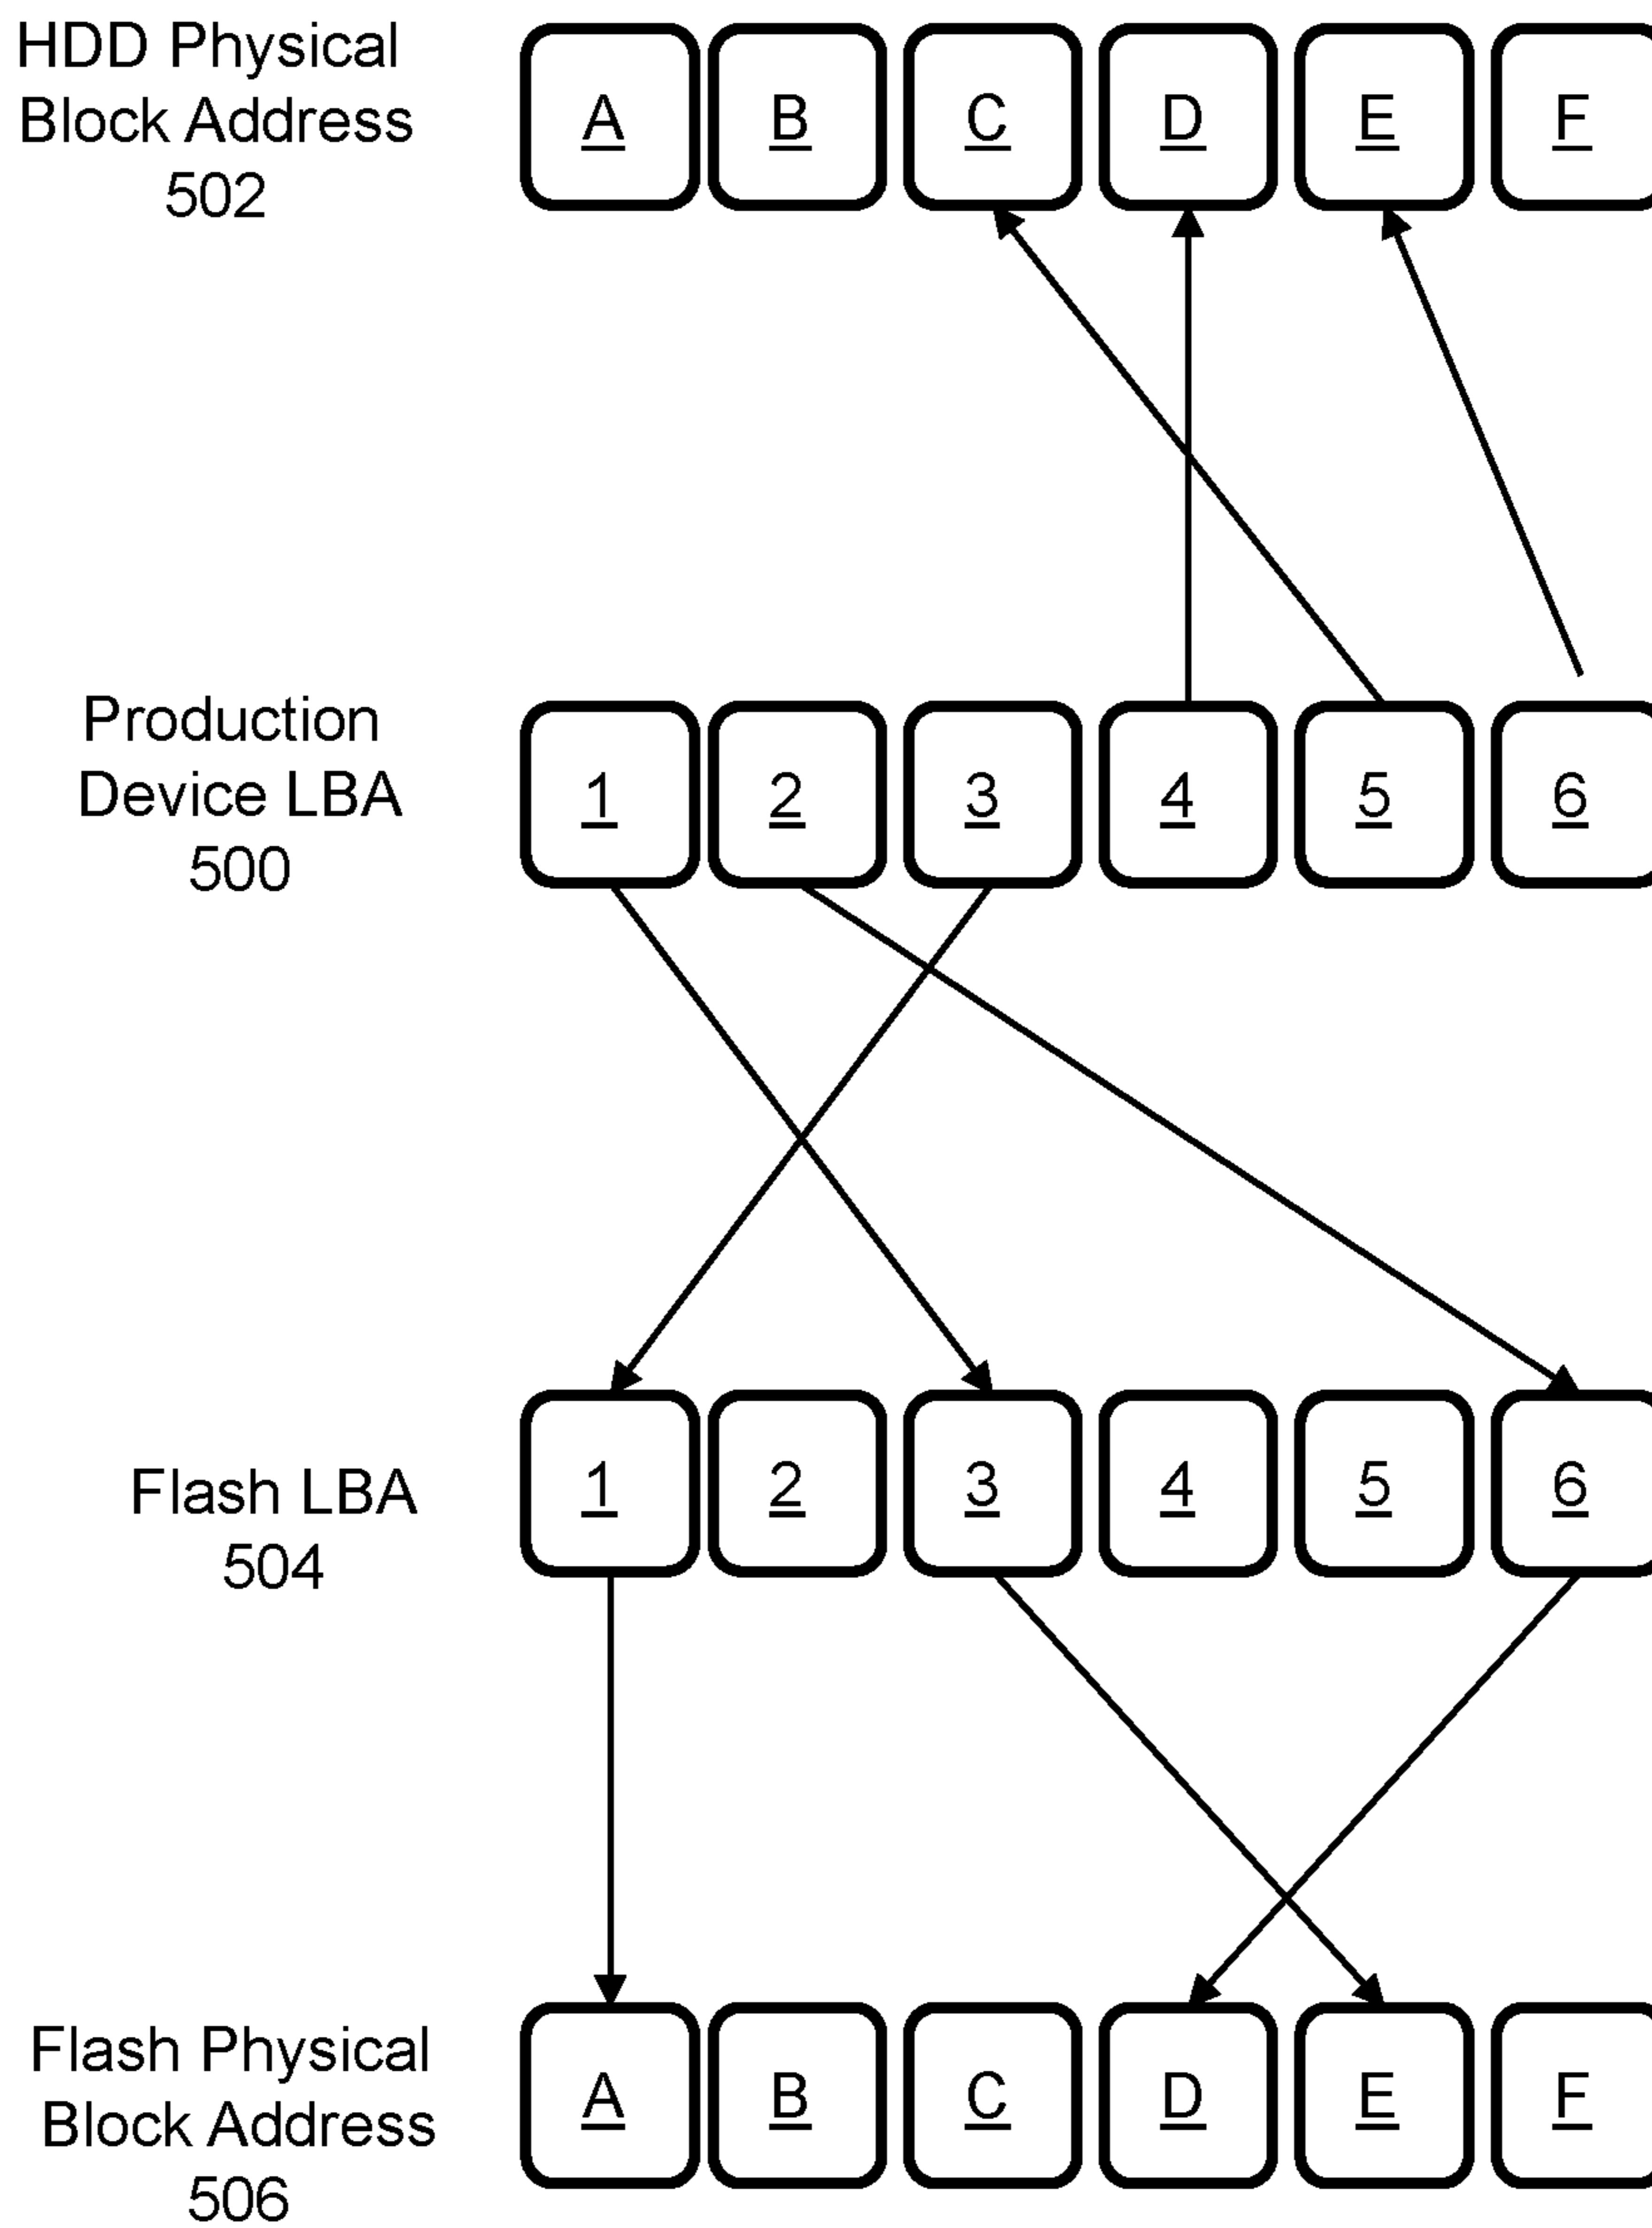 HDD Physical
Block Address
502
A B C D E F
Production
Device LBA
500
1 2 3 4 5 6
Flash LBA
504
1 2 3 4 5 6
Flash Physical
Block Address
506
A B C D E F